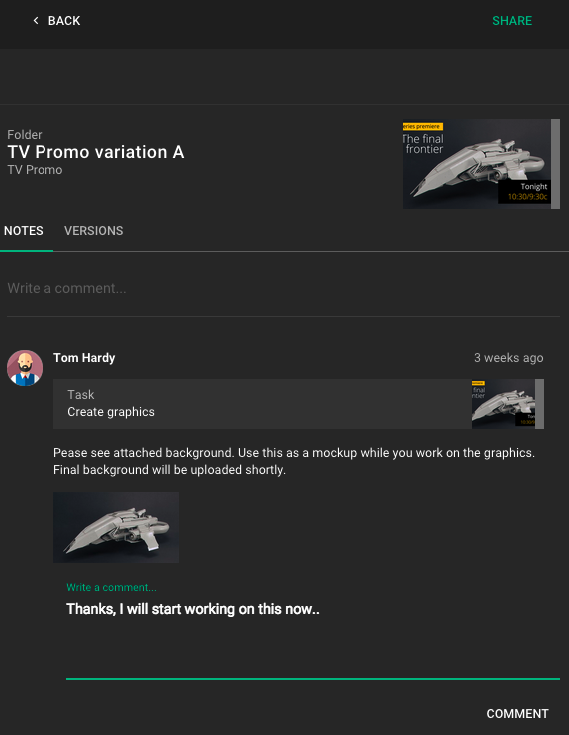 BACK
SHARE
Folder
TV Promo variation A
TV Promo
eries premiere
The final
frontier
Tonight
10:30/9:30c
NOTES
VERSIONS
Write a comment...
Tom Hardy
3 weeks ago
Task
Create graphics
final
ntier
Pease see attached background. Use this as a mockup while you work on the graphics.
Final background will be uploaded shortly.
Write a comment...
Thanks, I will start working on this now..
COMMENT